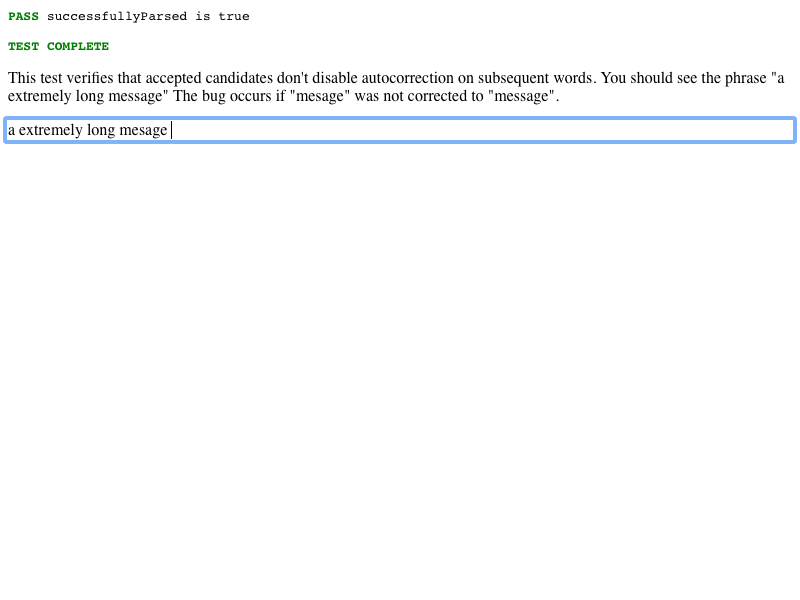 PASS successfullyParsed is true
TEST COMPLETE
This test verifies that accepted candidates don't disable autocorrection on subsequent words. You should see the phrase "a
extremely long message" The bug occurs if "mesage" was not corrected to "message".
a extremely long mesage